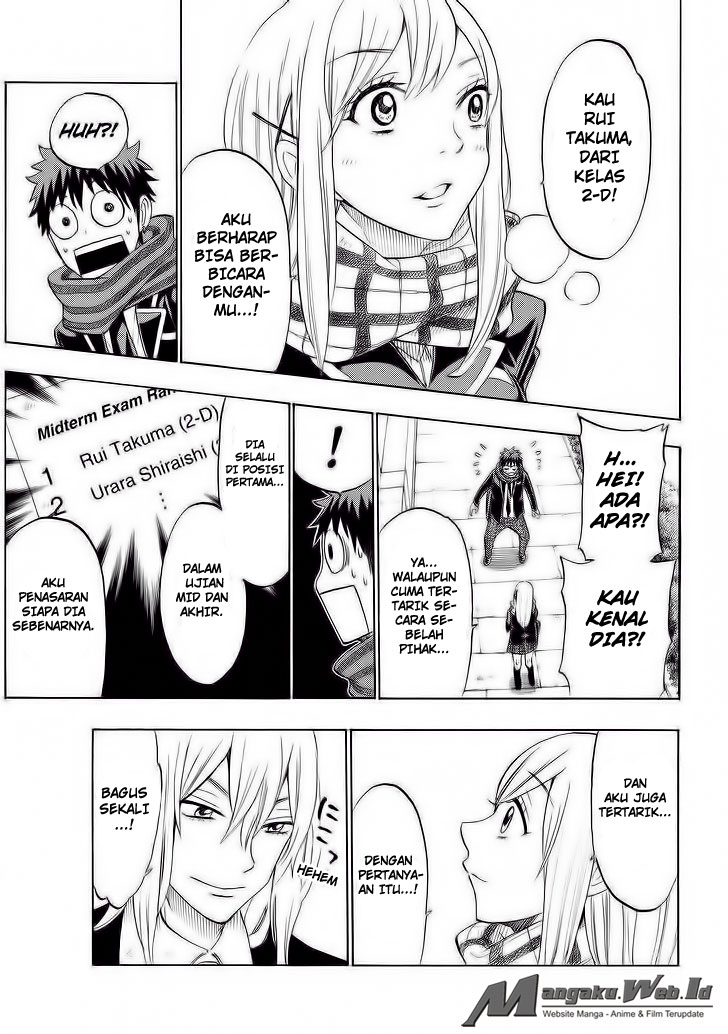 KAU
RUI
TAKUMA,
DARI
KELAS
2-D!
AKU
BERHARAP
BISA BER-
BICARA
DENGAN-
MU...!
HUH?!
H...
HEI!
ADA
APA?!
KAU
KENAL
DIA?!
YA...
WALAUPUN
CUMA TER-
TARIK SE-
CARA SE-
BELAH
PIHAK...
!
DIA
SELALU
DI POSISI
PERTAMA...
Midterm Exam Ran
1 Rui Takuma (2-D)
2 Urara Shiraishi (
DALAM
UJIAN
MID DAN
AKHIR.
AKU
PENASARAN
SIAPA DIA
SEBENARNYA.
DAN
AKU JUGA
TERTARIK...
DENGAN
PERTANYA-
AN ITU...!
BAGUS
SEKALI
...!
HEHEM
Mangaku.Web.Id
Website Manga - Anime & Film Terupdate